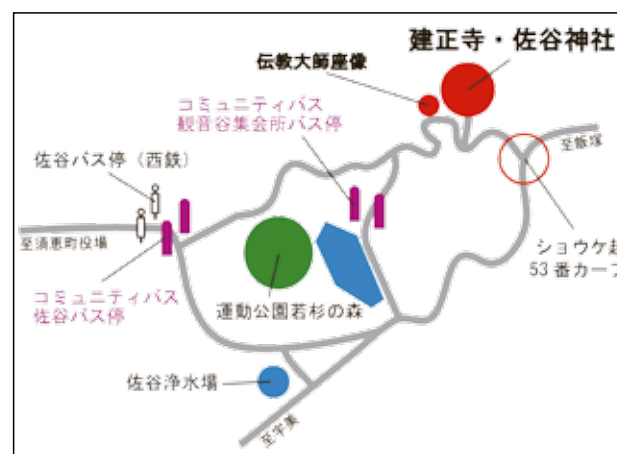 建正寺・佐谷神社
伝教大師座像
コミュニティバス
観音谷集会所バス停
至飯塚
佐谷バス停（西鉄）
至須恵町役場
ショウケ越
53番カーブ
コミュニティバス
佐谷バス停
運動公園若杉の森
佐谷浄水場
至宇美